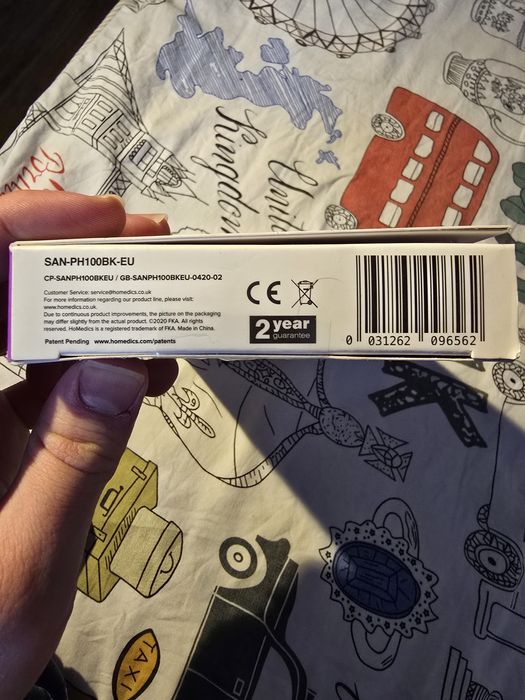 United
Kingdom
SAN-PH100BK-EU
CP-SANPH100BKEU / GB-SANPH100BKEU-0420-02
Customer Service: service@homedics.co.uk
For more information regarding our product line, please visit:
www.homedics.co.uk
Due to continuous product improvements, the picture on the packaging
may differ slightly from the actual product. ©2020 FKA. All rights
reserved. HoMedics is a registered trademark of FKA. Made in China.
Patent Pending www.homedics.com/patents
CE
2 year
guarantee
0 031262 096562
TAXI